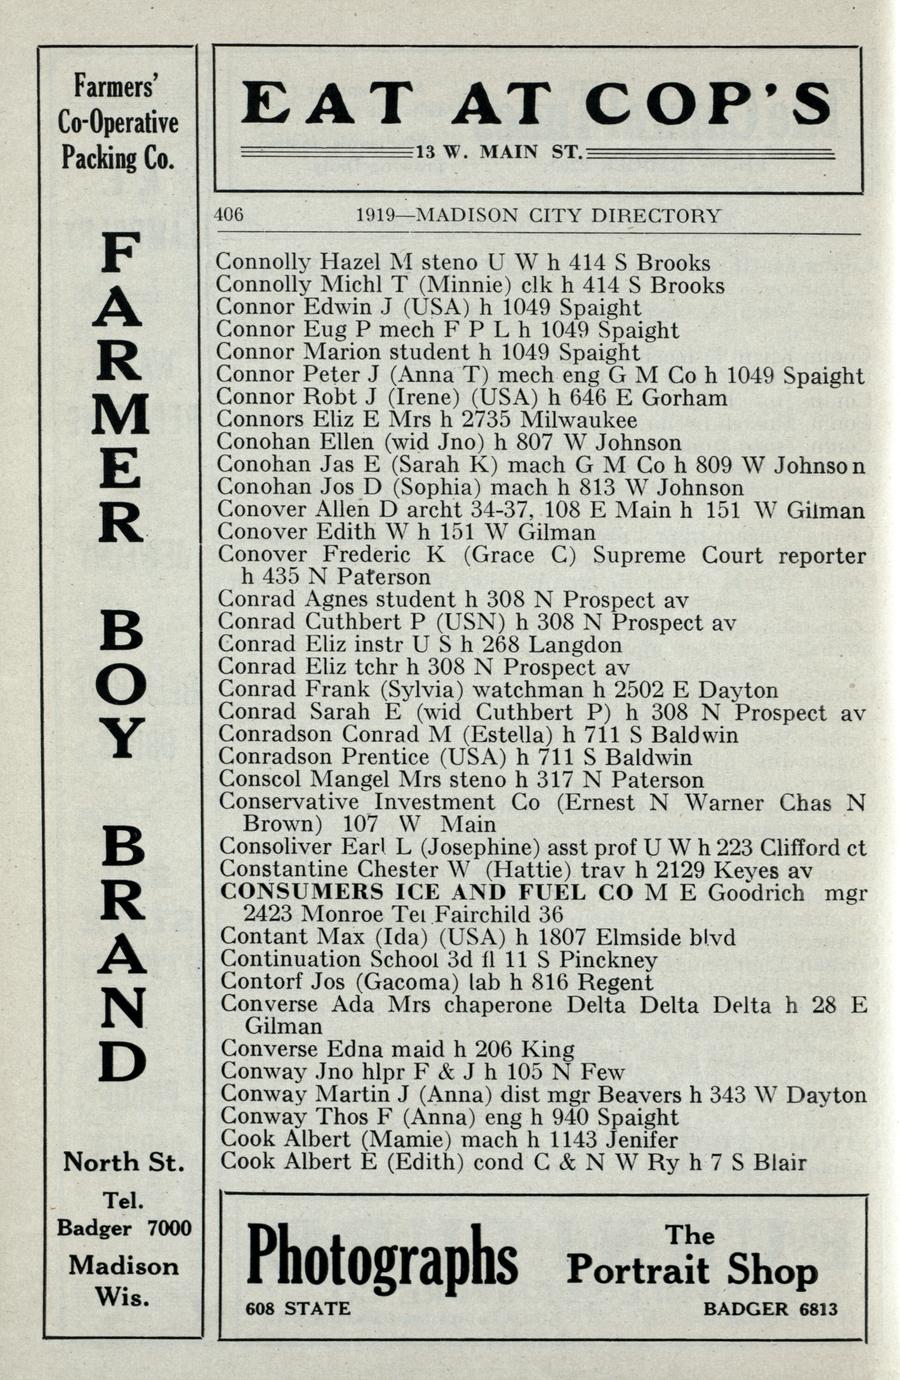 Farmers'
Co-Operative
Packing Co.
FARMER BOY BRAND
North St.
Tel.
Badger 7000
Madison
Wis.
EAT AT COP'S
13 W. MAIN ST.
406 1919—MADISON CITY DIRECTORY
Connolly Hazel M steno U W h 414 S Brooks
Connolly Michl T (Minnie) clk h 414 S Brooks
Connor Edwin J (USA) h 1049 Spaight
Connor Eug P mech F P L h 1049 Spaight
Connor Marion student h 1049 Spaight
Connor Peter J (Anna T) mech eng G M Co h 1049 Spaight
Connor Robt J (Irene) (USA) h 646 E Gorham
Connors Eliz E Mrs h 2735 Milwaukee
Conohan Ellen (wid Jno) h 807 W Johnson
Conohan Jas E (Sarah K) mach G M Co h 809 W Johnson
Conohan Jos D (Sophia) mach h 813 W Johnson
Conover Allen D archt 34-37, 108 E Main h 151 W Gilman
Conover Edith W h 151 W Gilman
Conover Frederic K (Grace C) Supreme Court reporter
h 435 N Paterson
Conrad Agnes student h 308 N Prospect av
Conrad Cuthbert P (USN) h 308 N Prospect av
Conrad Eliz instr U S h 268 Langdon
Conrad Eliz tchr h 308 N Prospect av
Conrad Frank (Sylvia) watchman h 2502 E Dayton
Conrad Sarah E (wid Cuthbert P) h 308 N Prospect av
Conradson Conrad M (Estella) h 711 S Baldwin
Conradson Prentice (USA) h 711 S Baldwin
Conscol Mangel Mrs steno h 317 N Paterson
Conservative Investment Co (Ernest N Warner Chas N
Brown) 107 W Main
Consoliver Earl L (Josephine) asst prof U W h 223 Clifford ct
Constantine Chester W (Hattie) trav h 2129 Keyes av
CONSUMERS ICE AND FUEL CO M E Goodrich mgr
2423 Monroe Tel Fairchild 36
Contant Max (Ida) (USA) h 1807 Elmside blvd
Continuation School 3d fl 11 S Pinckney
Contorf Jos (Gacoma) lab h 816 Regent
Converse Ada Mrs chaperone Delta Delta Delta h 28 E
Gilman
Converse Edna maid h 206 King
Conway Jno hlpr F & J h 105 N Few
Conway Martin J (Anna) dist mgr Beavers h 343 W Dayton
Conway Thos F (Anna) eng h 940 Spaight
Cook Albert (Mamie) mach h 1143 Jenifer
Cook Albert E (Edith) cond C & N W Ry h 7 S Blair
Photographs
608 STATE
The
Portrait Shop
BADGER 6813